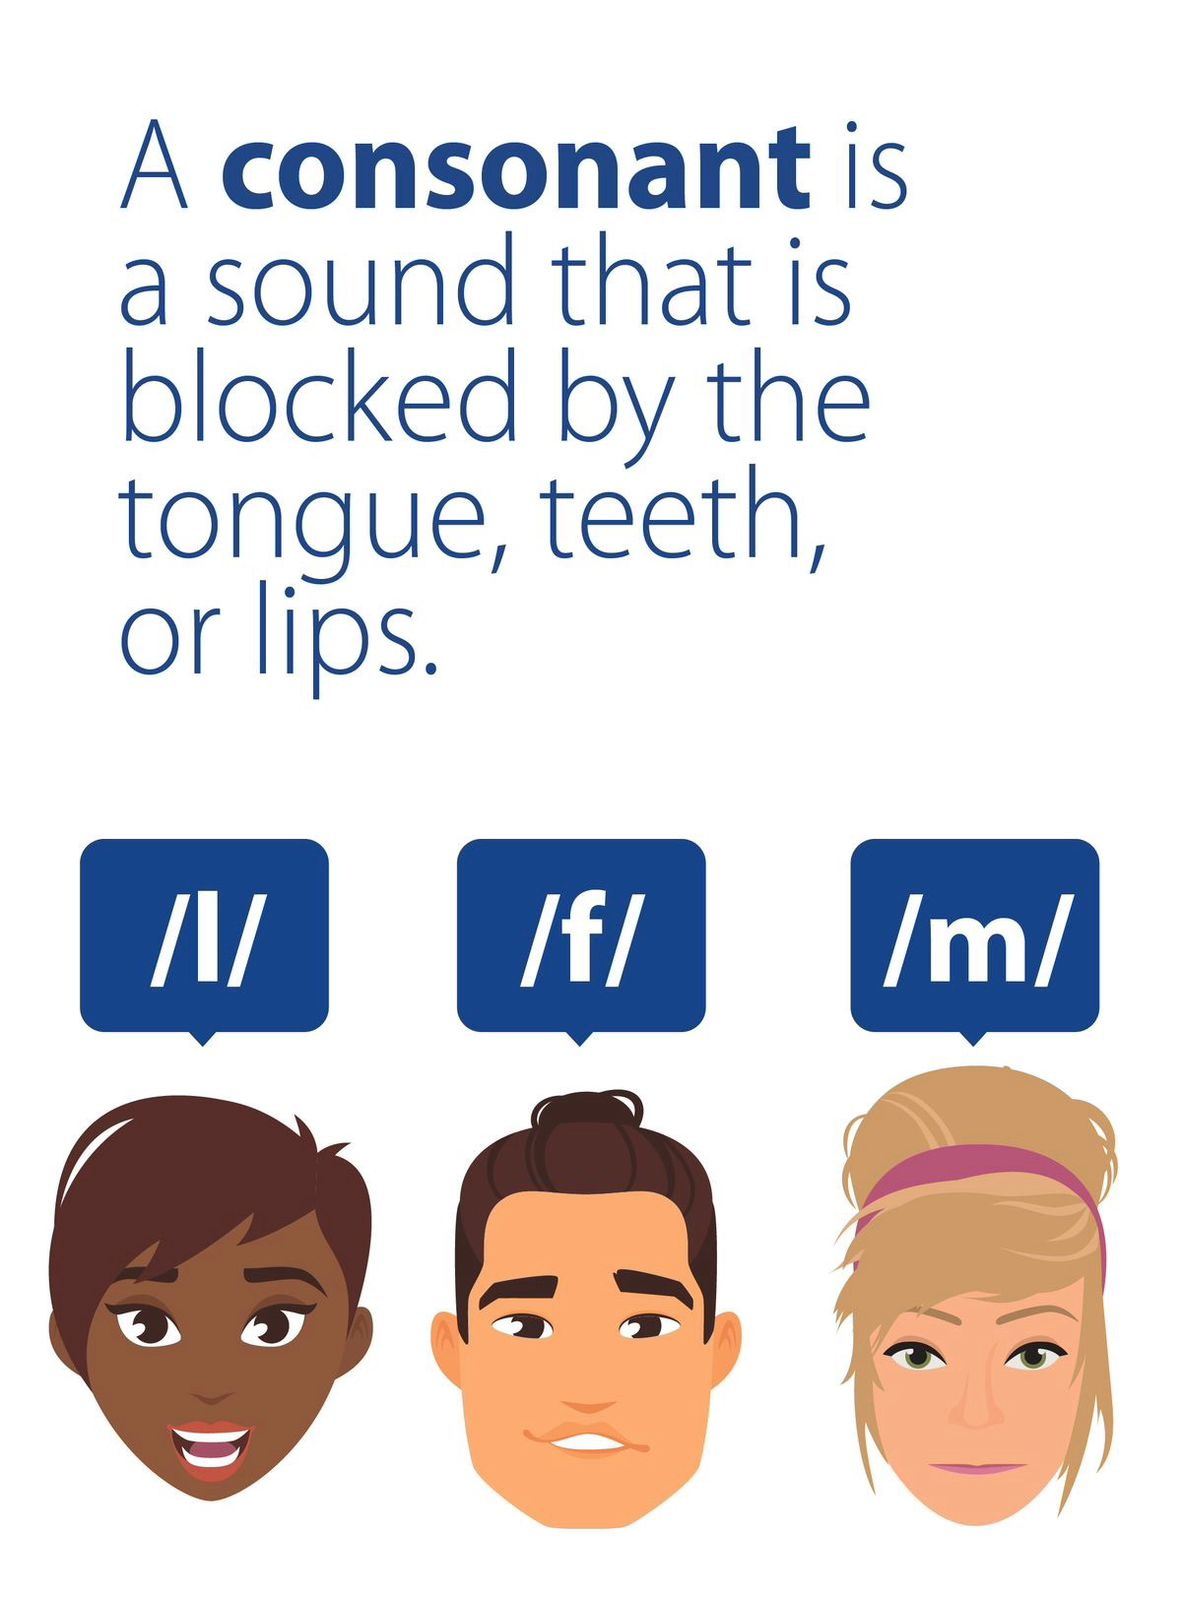 A consonant is
a sound that is
blocked by the
tongue, teeth,
or lips.
/l/
/f/
/m/